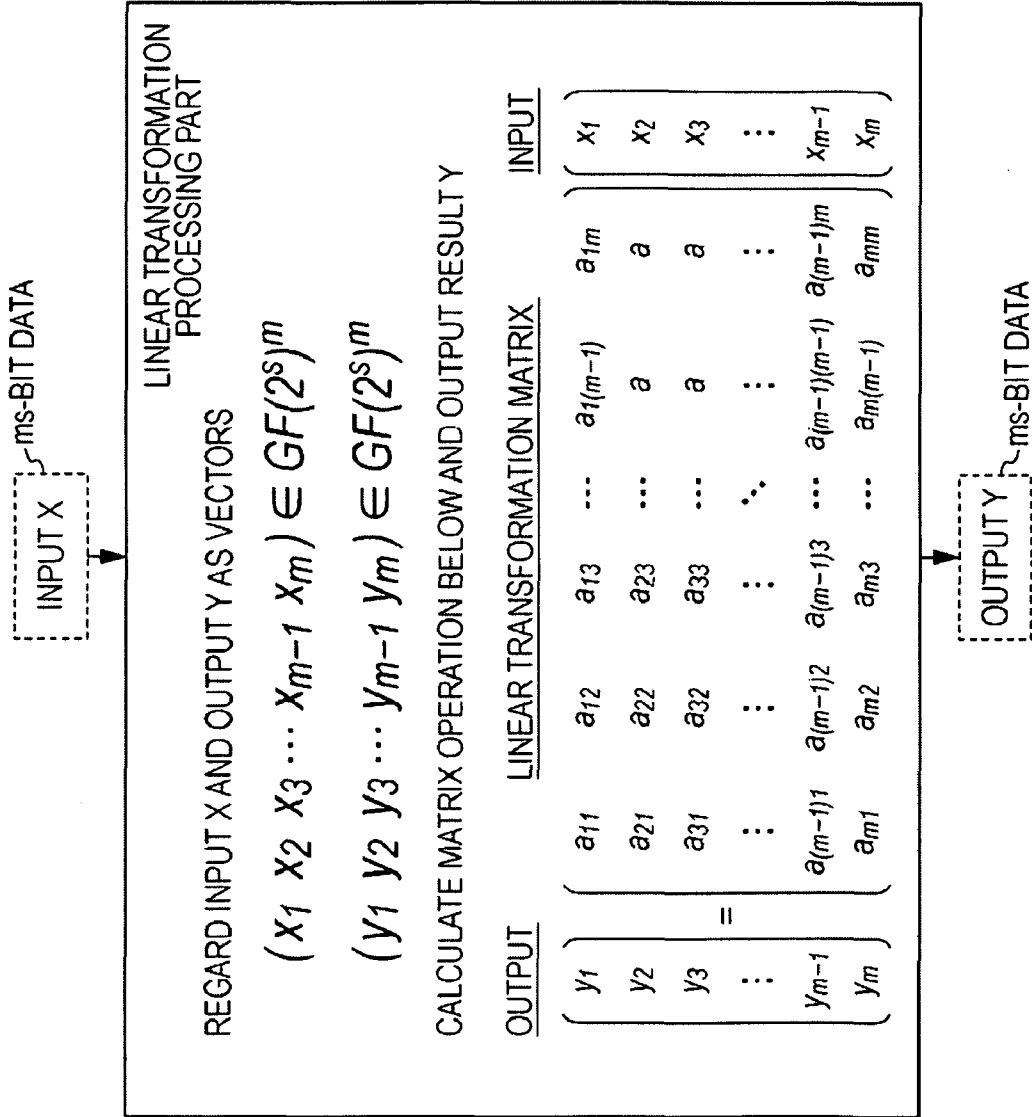 INPUT X
ms-BIT DATA
LINEAR TRANSFORMATION
PROCESSING PART
REGARD INPUT X AND OUTPUT Y AS VECTORS
(x₁ x₂ x₃ ⋯ xₘ₋₁ xₘ) ∈ GF(2ˢ)ᵐ
(y₁ y₂ y₃ ⋯ yₘ₋₁ yₘ) ∈ GF(2ˢ)ᵐ
CALCULATE MATRIX OPERATION BELOW AND OUTPUT RESULT
OUTPUT LINEAR TRANSFORMATION MATRIX INPUT
y₁ a₁₁ a₁₂ a₁₃ ⋯ a1(m−1) a1m x₁
y₂ a₂₁ a₂₂ a₂₃ ⋯ a a x₂
y₃ = a₃₁ a₃₂ a₃₃ ⋯ a a x₃
⋮ ⋮ ⋮ ⋮ ⋱ ⋮ ⋮ ⋮
yₘ₋₁ a(m−1)1 a(m−1)2 a(m−1)3 ⋯ a(m−1)(m−1) a(m−1)m xₘ₋₁
yₘ am1 am2 am3 ⋯ am(m−1) amm xₘ
OUTPUT Y
ms-BIT DATA